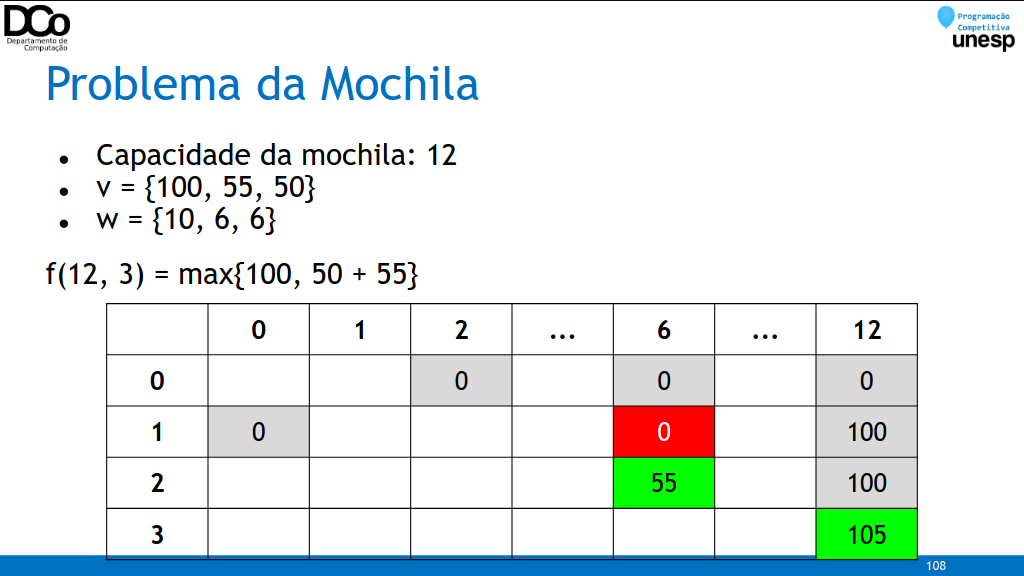 DCo
Departamento de
Computação
Programação
Competitiva
unesp
Problema da Mochila
● Capacidade da mochila: 12
● v = {100, 55, 50}
● w = {10, 6, 6}
f(12, 3) = max{100, 50 + 55}
0 1 2 ... 6 ... 12
0 0 0 0
1 0 0 100
2 55 100
3 105
108